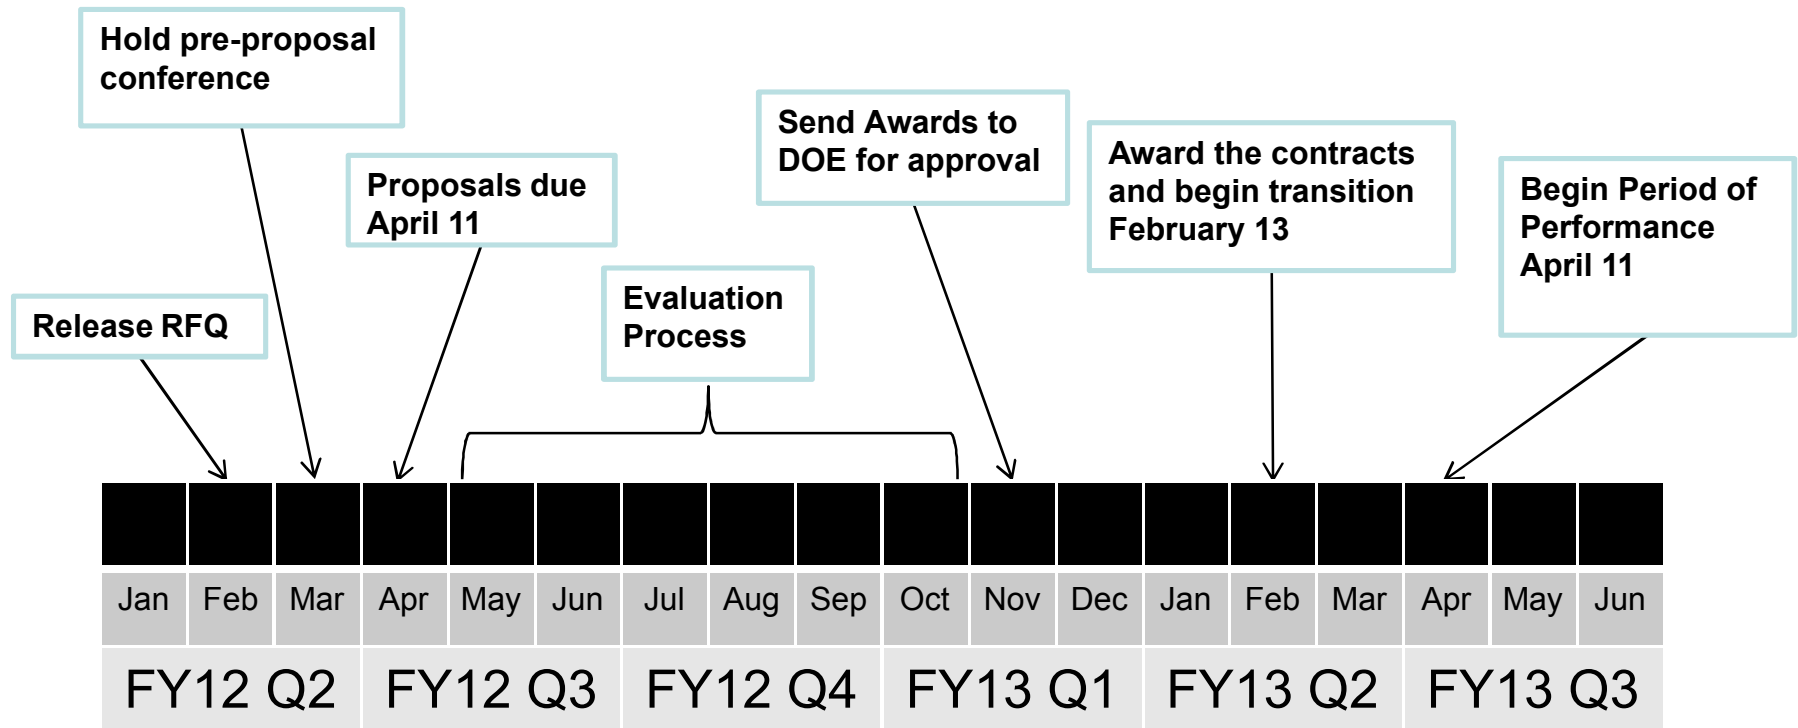 Hold pre-proposal
conference
Send Awards to
DOE for approval
Award the contracts
and begin transition
February 13
Proposals due
April 11
Begin Period of
Performance
April 11
Evaluation
Process
Release RFQ
Jan Feb Mar Apr May Jun Jul Aug Sep Oct Nov Dec Jan Feb Mar Apr May Jun
FY12 Q2 FY12 Q3 FY12 Q4 FY13 Q1 FY13 Q2 FY13 Q3